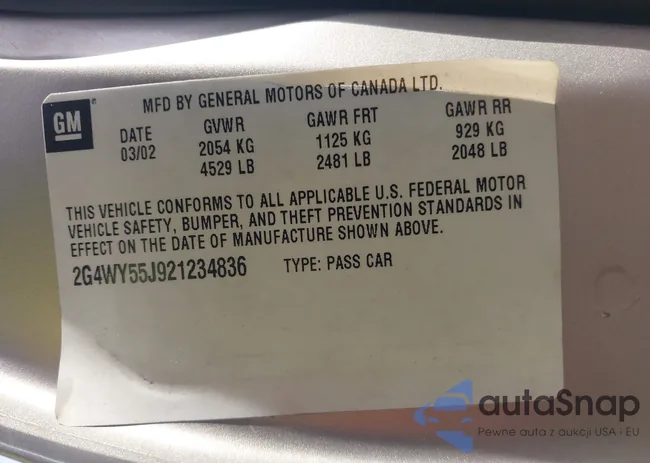 MFD BY GENERAL MOTORS OF CANADA LTD.
GM
DATE GVWR GAWR FRT GAWR RR
03/02 2054 KG 1125 KG 929 KG
4529 LB 2481 LB 2048 LB
THIS VEHICLE CONFORMS TO ALL APPLICABLE U.S. FEDERAL MOTOR
VEHICLE SAFETY, BUMPER, AND THEFT PREVENTION STANDARDS IN
EFFECT ON THE DATE OF MANUFACTURE SHOWN ABOVE.
2G4WY55J921234836 TYPE: PASS CAR
autaSnap
Pewne auta z aukcji USA - EU